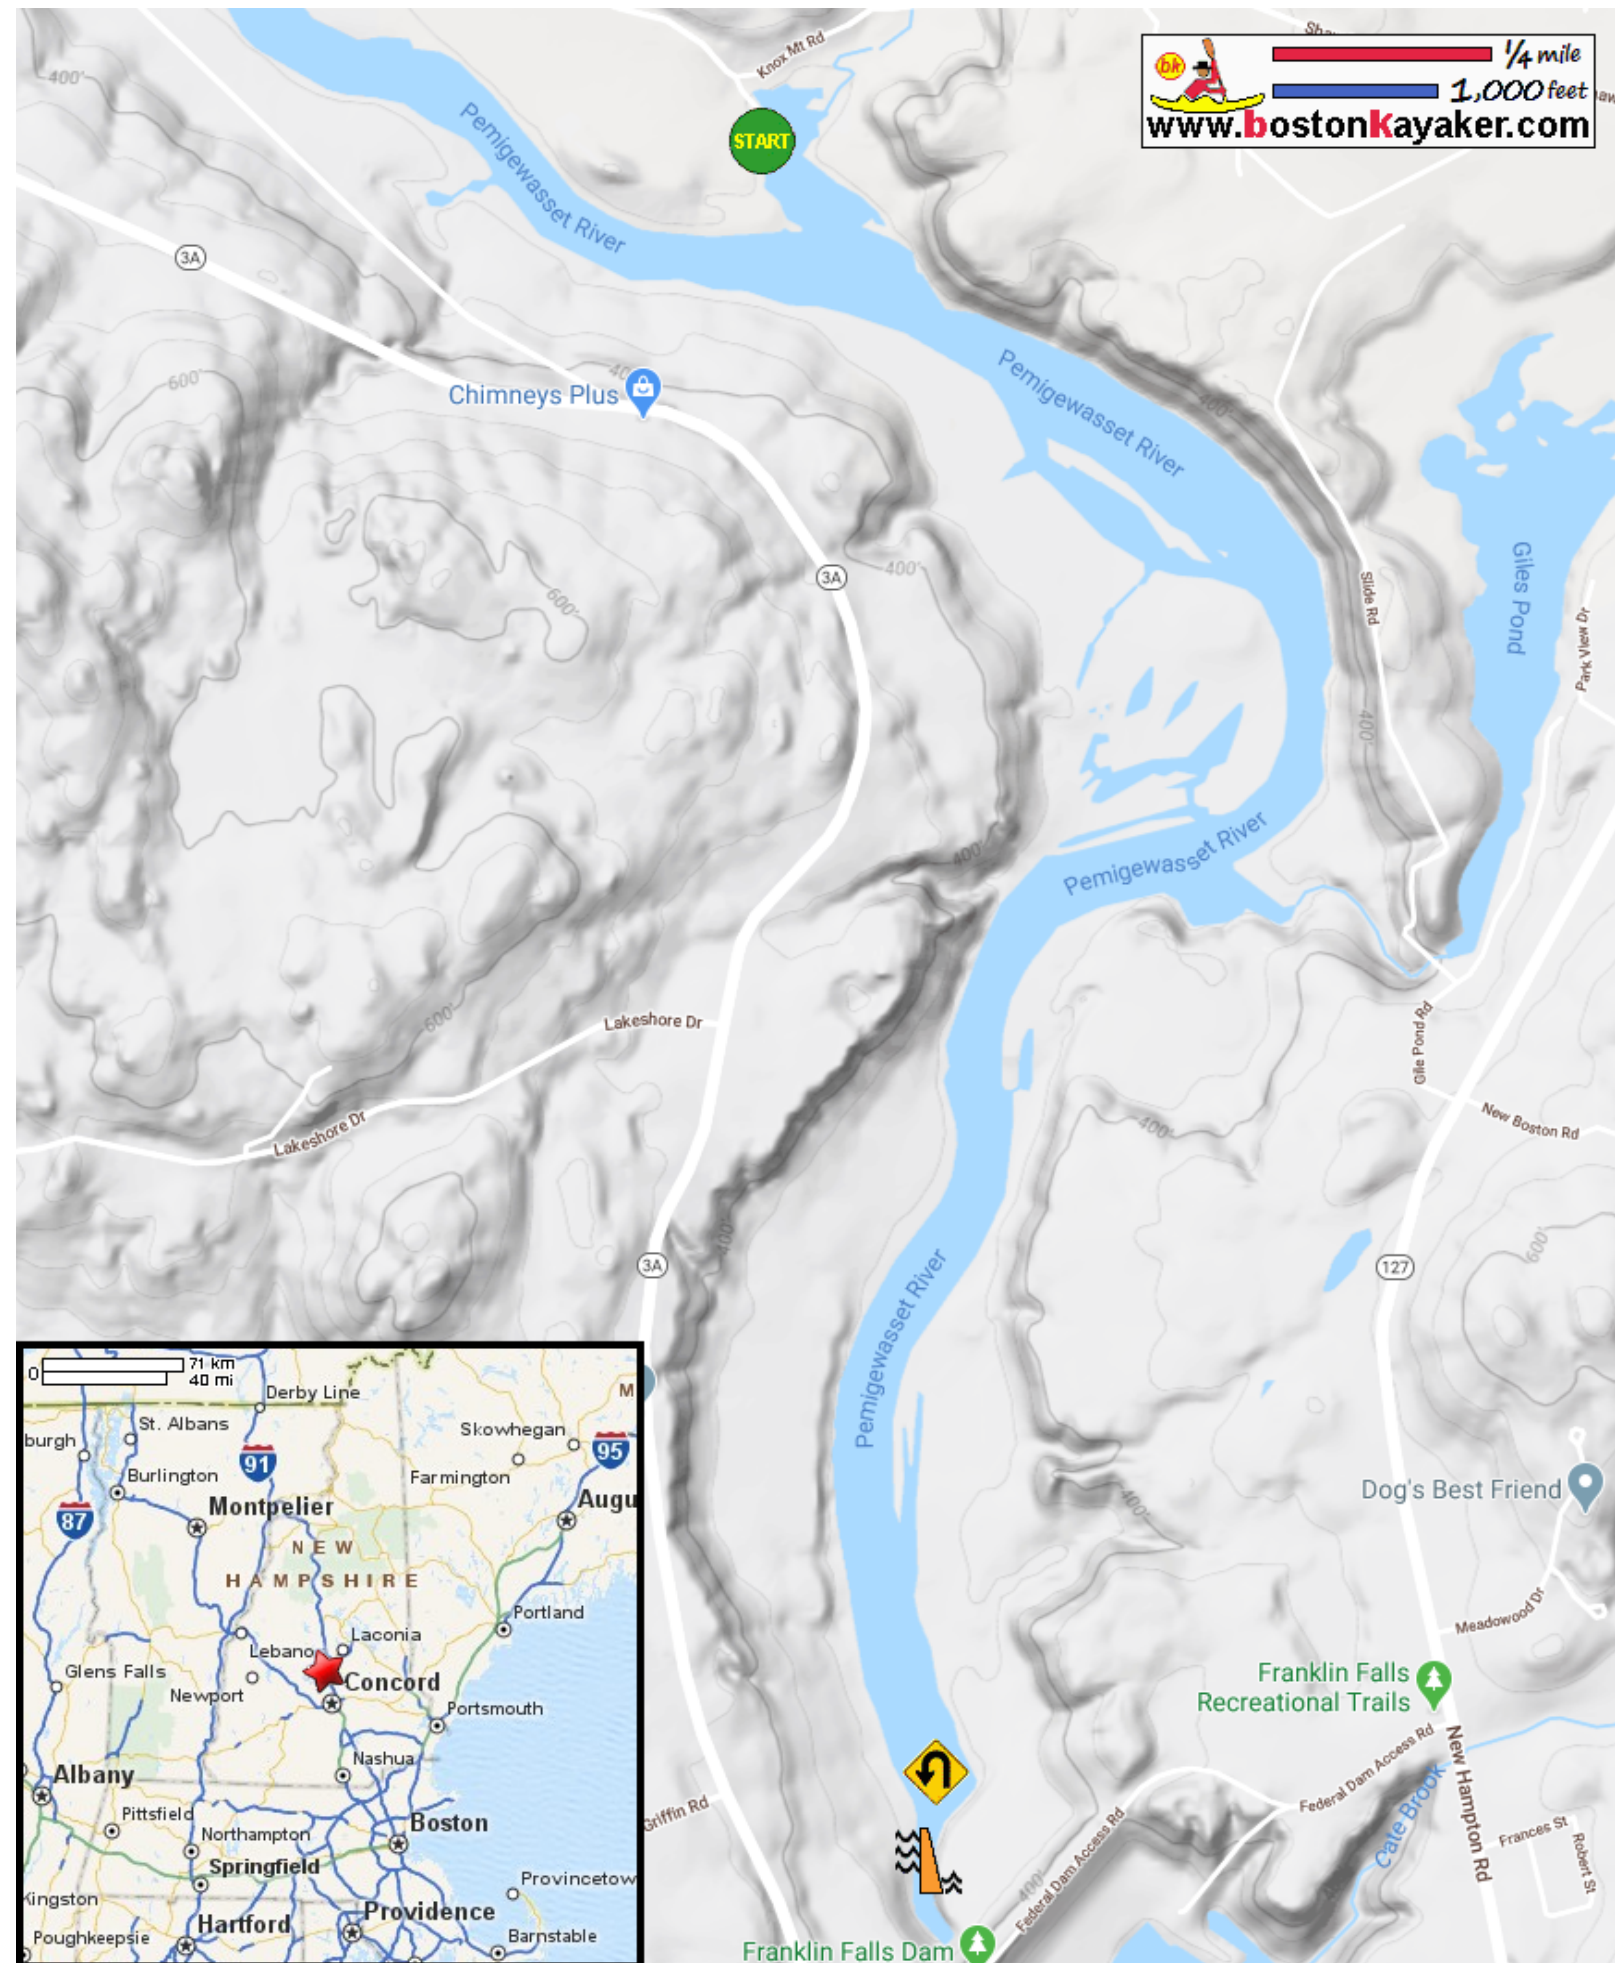 Knox Mt Rd
bk
¼ mile
1,000 feet
www.bostonkayaker.com
START
400'
Pemigewasset River
3A
600'
Chimneys Plus
Pemigewasset River
400'
3A
400'
600'
Slide Rd
Giles Pond
Park View Dr
400'
Pemigewasset River
400'
Lakeshore Dr
600'
Gile Pond Rd
New Boston Rd
400'
Lakeshore Dr
400'
3A
127
600'
Pemigewasset River
Dog's Best Friend
400'
Meadowood Dr
Franklin Falls
Recreational Trails
Federal Dam Access Rd
New Hampton Rd
Griffin Rd
Federal Dam Access Rd
400'
Cate Brook
Frances St
Robert St
Franklin Falls Dam
0
71 km
40 mi
Derby Line
M
St. Albans
Skowhegan
burgh
91
95
Burlington
Farmington
Montpelier
Augu
87
NEW
HAMPSHIRE
Portland
Laconia
Lebano
Glens Falls
Concord
Newport
Portsmouth
Nashua
Albany
Pittsfield
Boston
Northampton
Springfield
Provincetow
Kingston
Hartford
Providence
Poughkeepsie
Barnstable